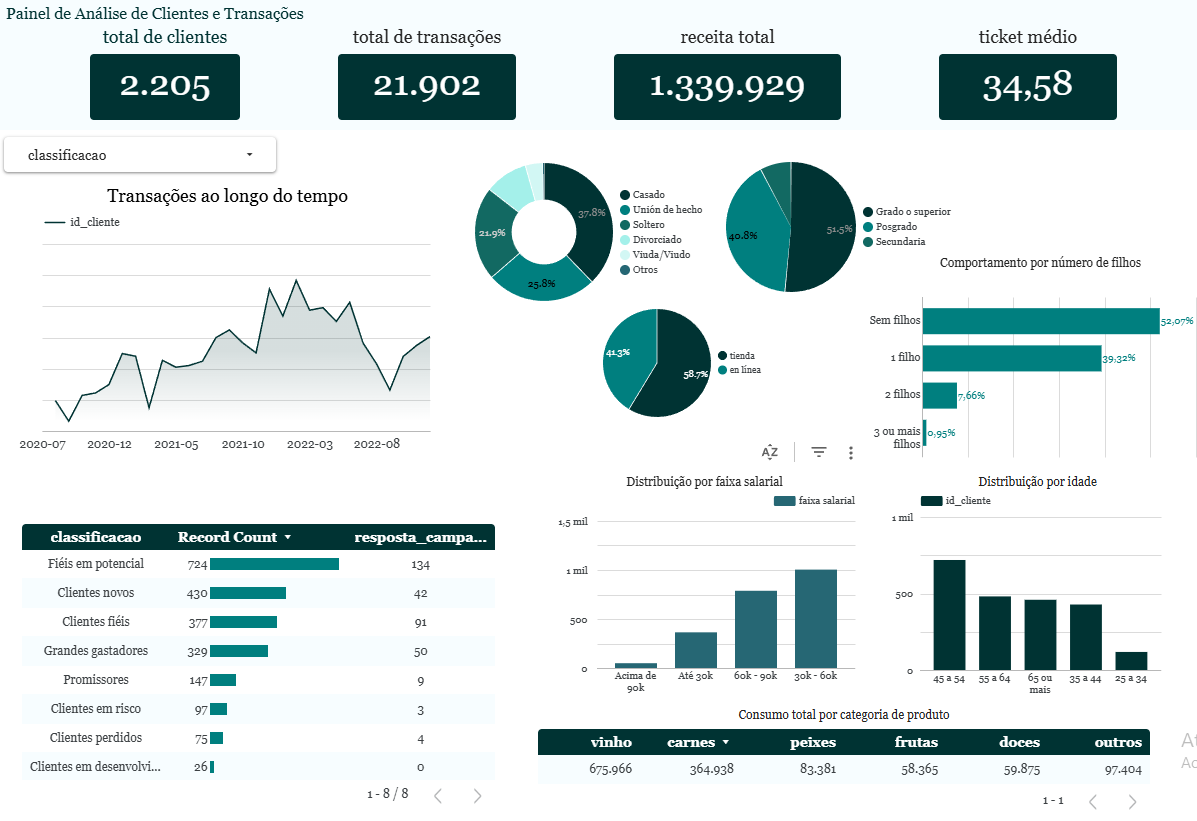 Painel de Análise de Clientes e Transações
total de clientes
total de transações
receita total
ticket médio
2.205
21.902
1.339.929
34,58
classificacao
Transações ao longo do tempo
id_cliente
2020-07 2020-12 2021-05 2021-10 2022-03 2022-08
37.8%
25.8%
21.9%
Casado
Unión de hecho
Soltero
Divorciado
Viuda/Viudo
Otros
51.5%
40.8%
Grado o superior
Posgrado
Secundaria
41.3%
58.7%
tienda
en línea
Comportamento por número de filhos
Sem filhos 52,07%
1 filho 39,32%
2 filhos 7,66%
3 ou mais filhos 0,95%
AZ
Distribuição por faixa salarial
faixa salarial
1,5 mil
1 mil
500
0
Acima de 90k
Até 30k
60k - 90k
30k - 60k
Distribuição por idade
id_cliente
1 mil
500
0
45 a 54
55 a 64
65 ou mais
35 a 44
25 a 34
classificacao Record Count resposta_campa...
Fiéis em potencial 724 134
Clientes novos 430 42
Clientes fiéis 377 91
Grandes gastadores 329 50
Promissores 147 9
Clientes em risco 97 3
Clientes perdidos 75 4
Clientes em desenvolvi... 26 0
1 - 8 / 8
Consumo total por categoria de produto
vinho carnes peixes frutas doces outros
675.966 364.938 83.381 58.365 59.875 97.404
1 - 1